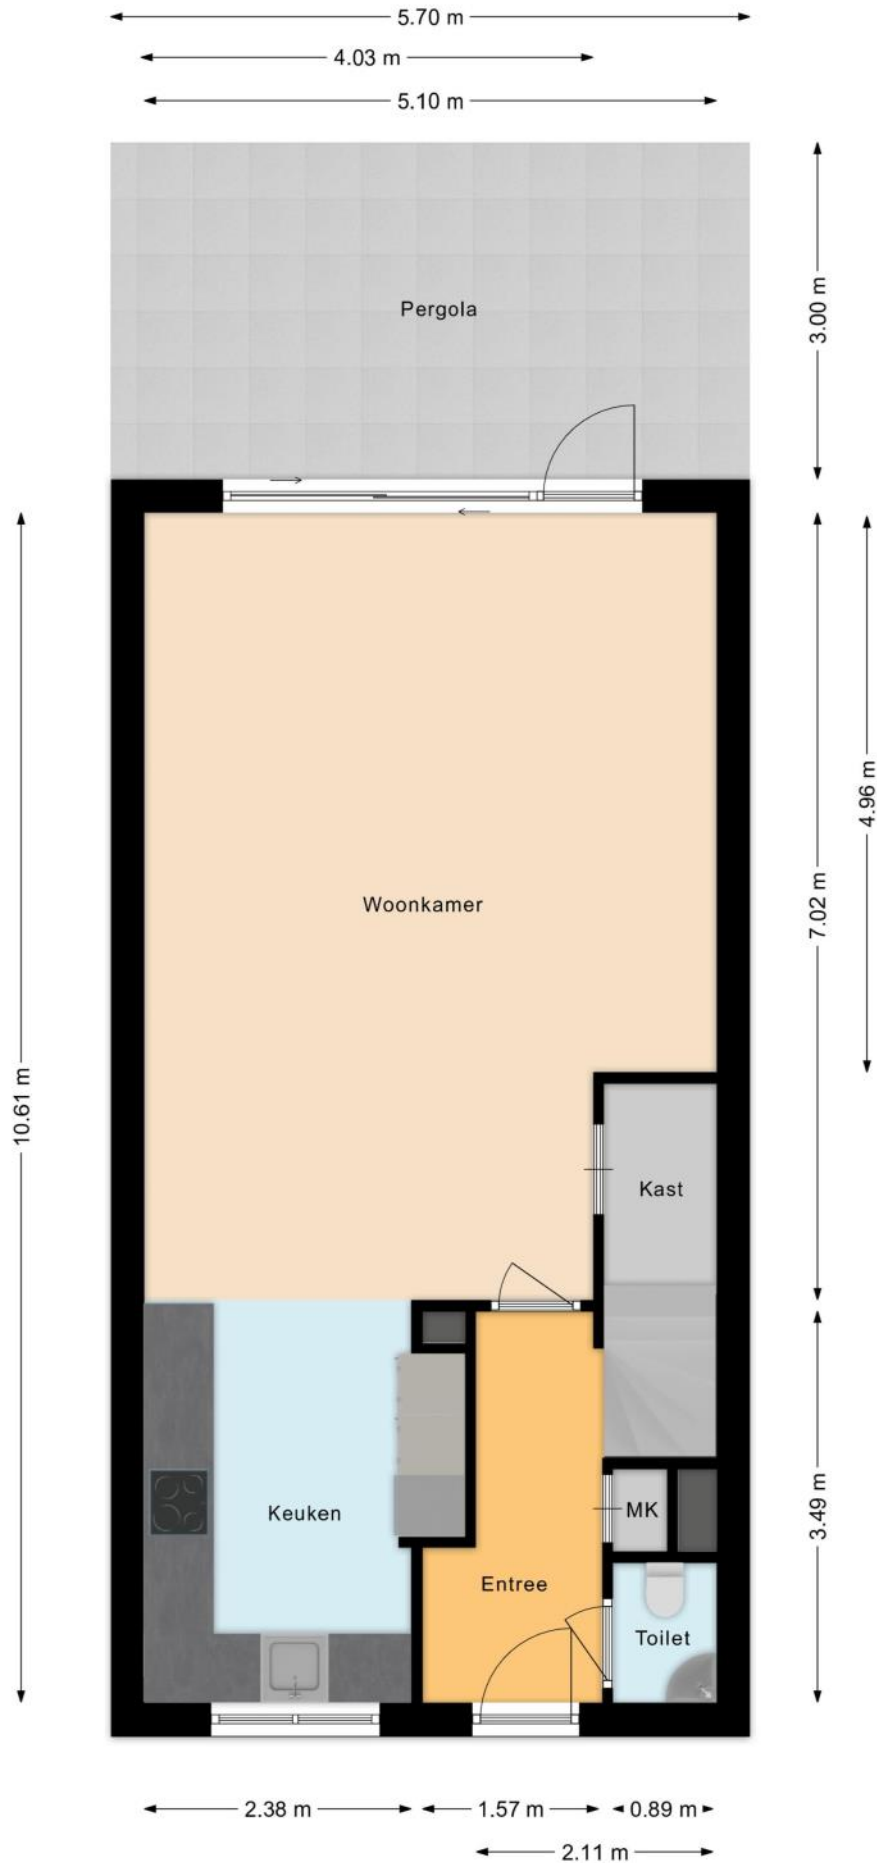 5.70 m
4.03 m
5.10 m
Pergola
3.00 m
Woonkamer
4.96 m
7.02 m
10.61 m
Kast
Keuken
MK
3.49 m
Entree
Toilet
2.38 m
1.57 m
0.89 m
2.11 m